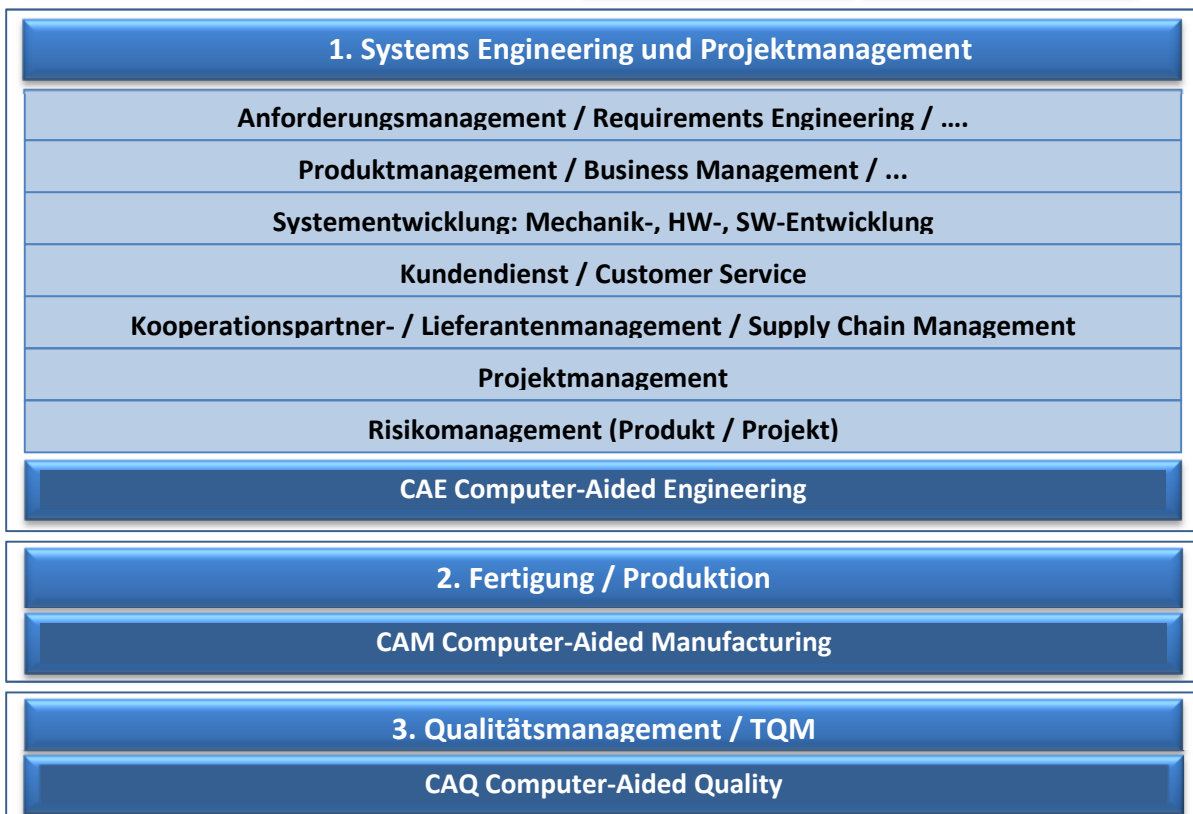 1. Systems Engineering und Projektmanagement
Anforderungsmanagement / Requirements Engineering / ....
Produktmanagement / Business Management / ...
Systementwicklung: Mechanik-, HW-, SW-Entwicklung
Kundendienst / Customer Service
Kooperationspartner- / Lieferantenmanagement / Supply Chain Management
Projektmanagement
Risikomanagement (Produkt / Projekt)
CAE Computer-Aided Engineering
2. Fertigung / Produktion
CAM Computer-Aided Manufacturing
3. Qualitätsmanagement / TQM
CAQ Computer-Aided Quality